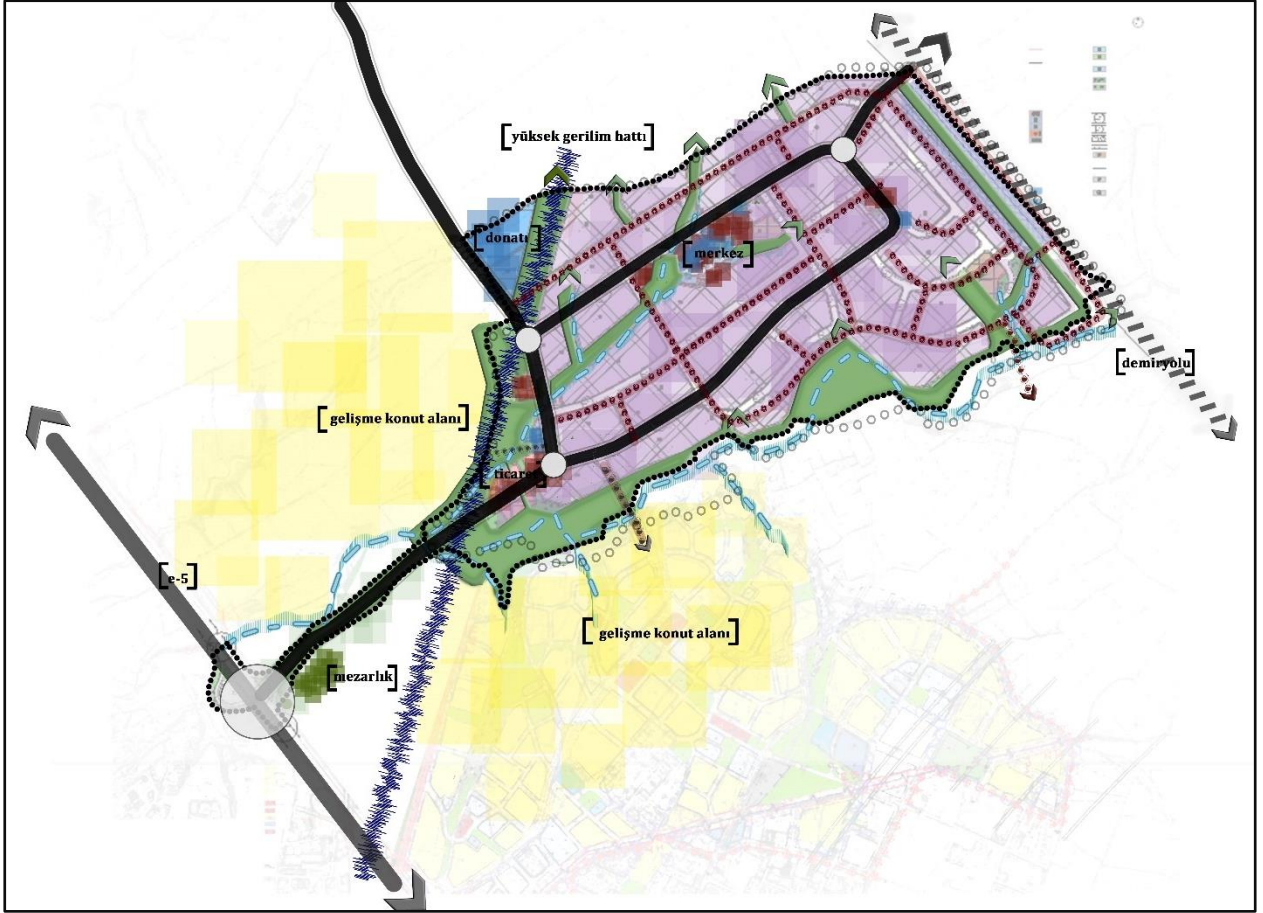 [yüksek gerilim hattı]
[donatı]
[merkez]
[demiryolu]
[gelişme konut alanı]
[ticaret]
[e-5]
[gelişme konut alanı]
[mezarlık]